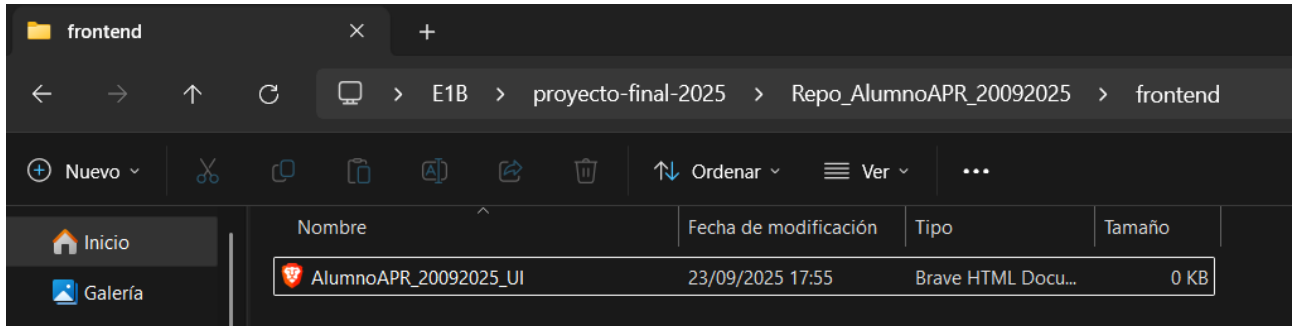 frontend
E1B > proyecto-final-2025 > Repo_AlumnoAPR_20092025 > frontend
Nuevo Ordenar Ver
Nombre Fecha de modificación Tipo Tamaño
Inicio
AlumnoAPR_20092025_UI 23/09/2025 17:55 Brave HTML Docu... 0 KB
Galería